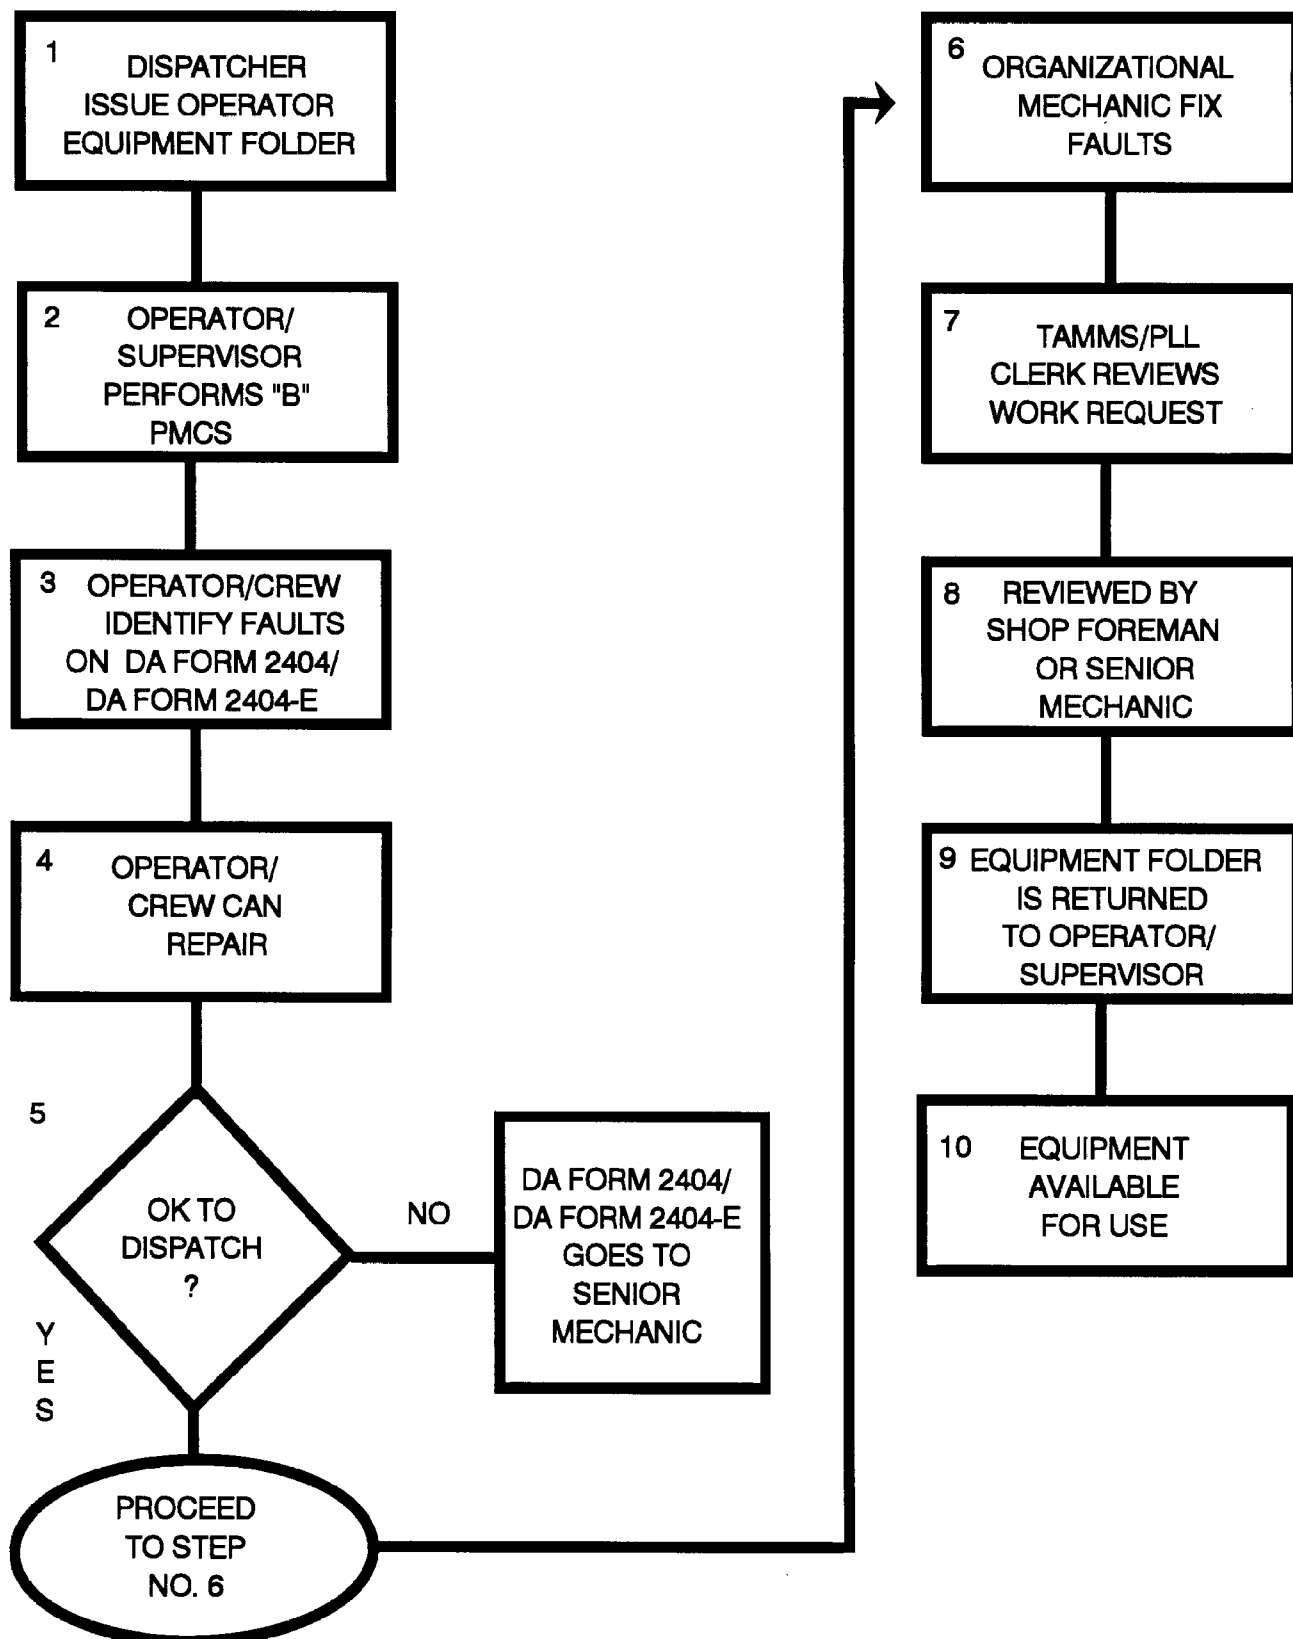 1
DISPATCHER
ISSUE OPERATOR
EQUIPMENT FOLDER
2
OPERATOR/
SUPERVISOR
PERFORMS "B"
PMCS
3
OPERATOR/CREW
IDENTIFY FAULTS
ON DA FORM 2404/
DA FORM 2404-E
4
OPERATOR/
CREW CAN
REPAIR
5
OK TO
DISPATCH
?
NO
DA FORM 2404/
DA FORM 2404-E
GOES TO
SENIOR
MECHANIC
Y
E
S
PROCEED
TO STEP
NO. 6
6
ORGANIZATIONAL
MECHANIC FIX
FAULTS
7
TAMMS/PLL
CLERK REVIEWS
WORK REQUEST
8
REVIEWED BY
SHOP FOREMAN
OR SENIOR
MECHANIC
9
EQUIPMENT FOLDER
IS RETURNED
TO OPERATOR/
SUPERVISOR
10
EQUIPMENT
AVAILABLE
FOR USE